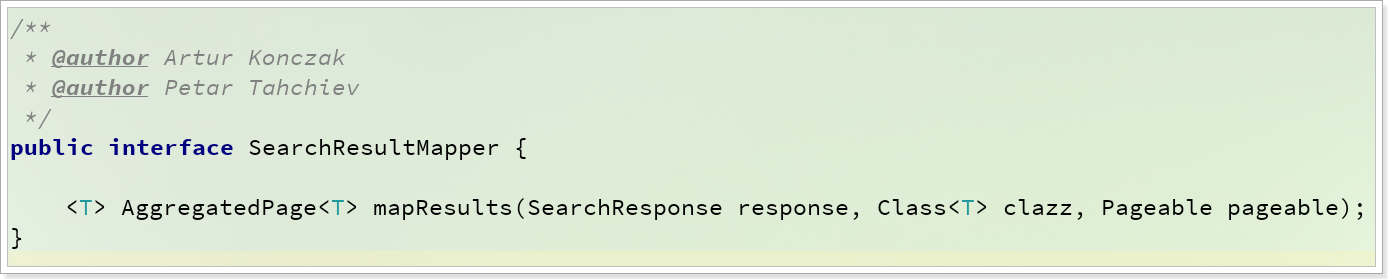 /**
 * @author Artur Konczak
 * @author Petar Tahchiev
 */
public interface SearchResultMapper {
    <T> AggregatedPage<T> mapResults(SearchResponse response, Class<T> clazz, Pageable pageable);
}